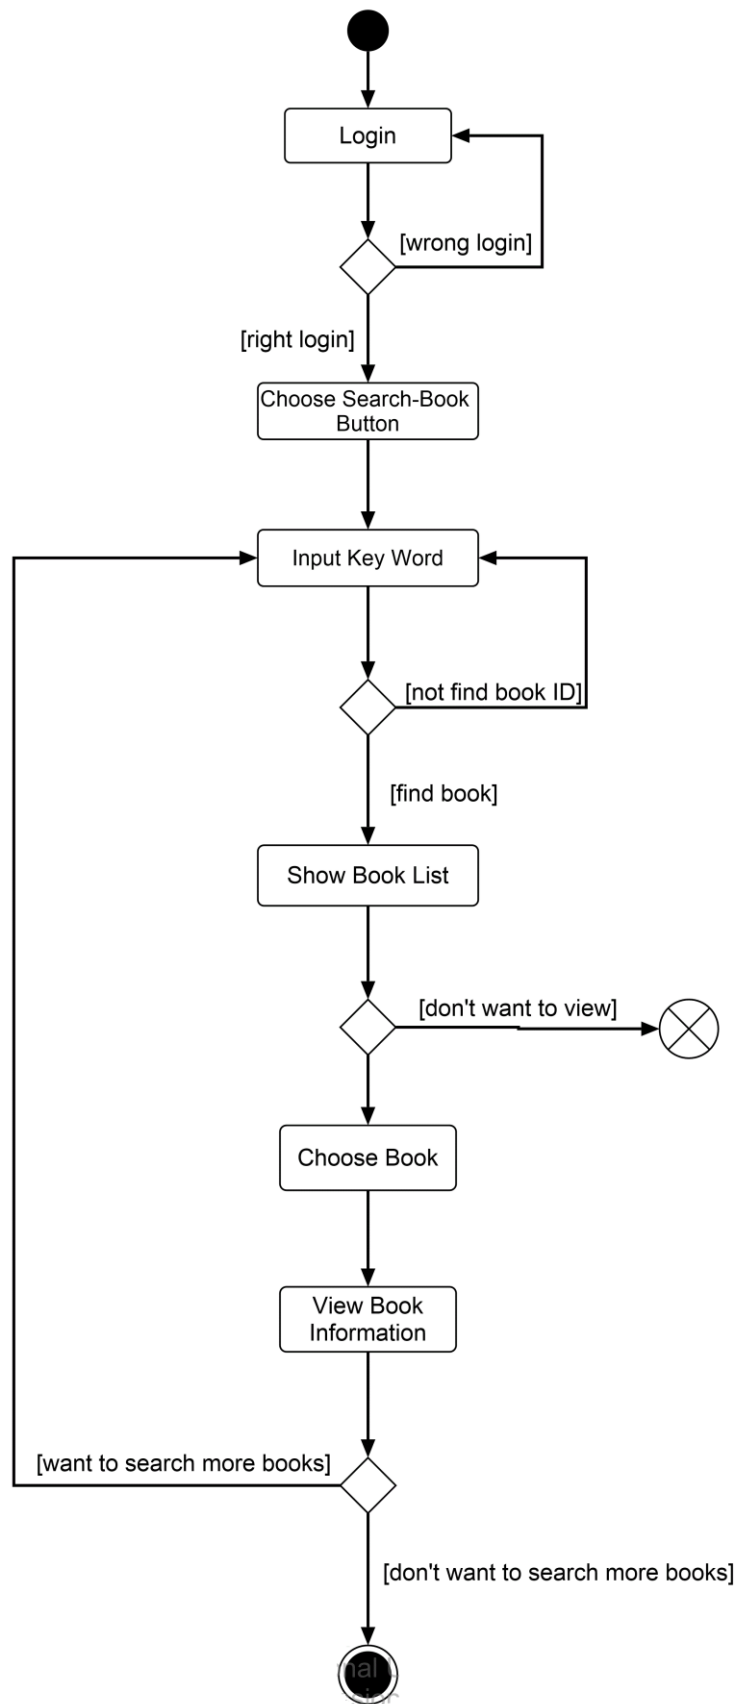 Login
[wrong login]
[right login]
Choose Search-Book
Button
Input Key Word
[not find book ID]
[find book]
Show Book List
[don't want to view]
Choose Book
View Book
Information
[want to search more books]
[don't want to search more books]